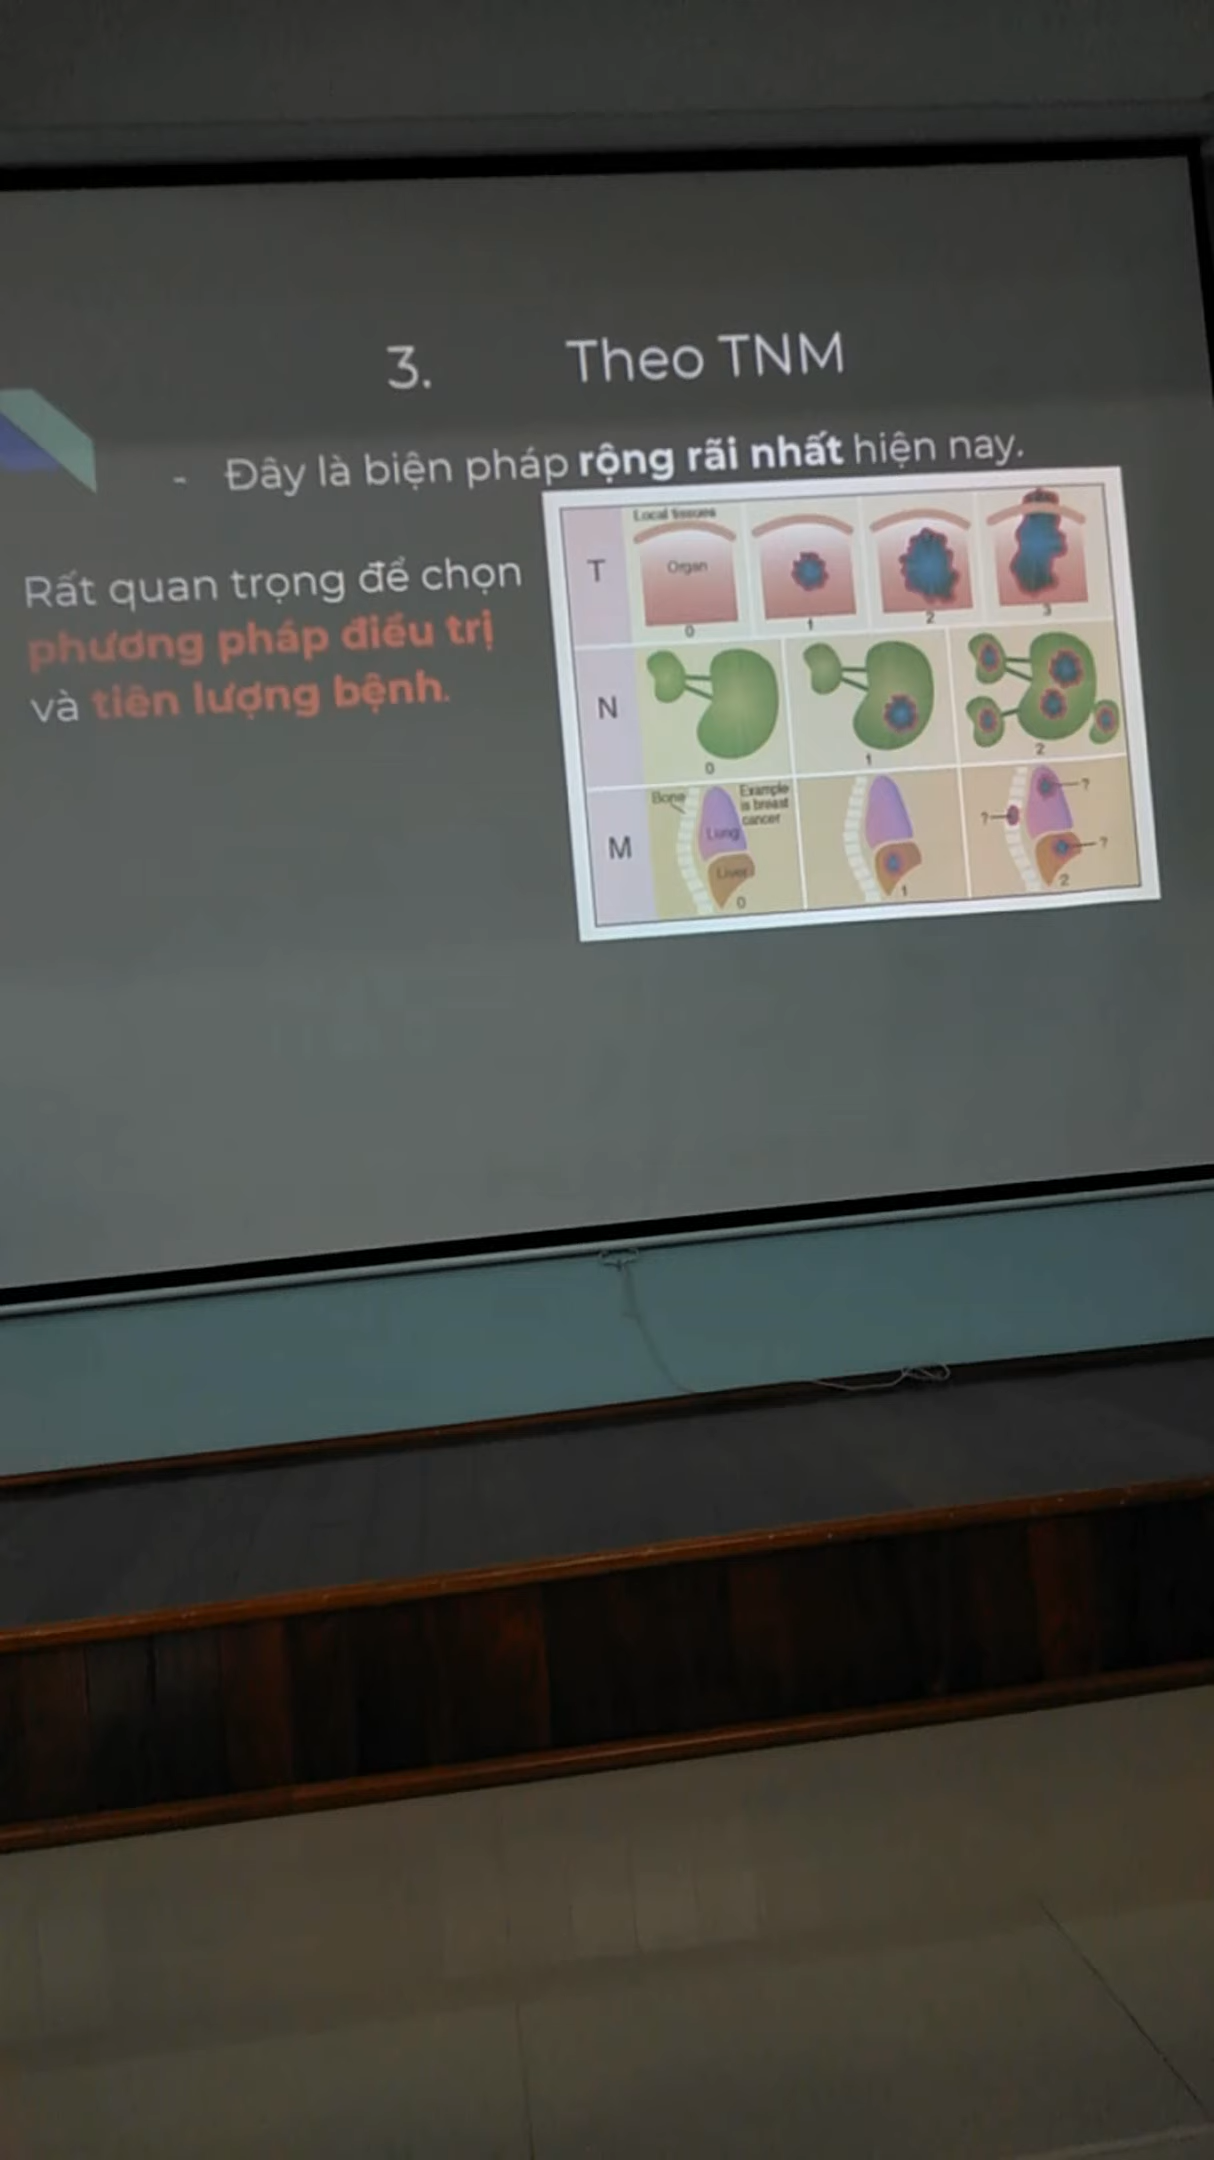 3. Theo TNM
- Đây là biện pháp rộng rãi nhất hiện nay.
Rất quan trọng để chọn
phương pháp điều trị
và tiên lượng bệnh.
Local tissues
T
Organ
0
1
2
3
N
0
1
2
M
Bone
Example
is breast
cancer
Lung
Liver
0
1
?
?
?
2